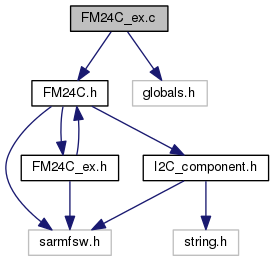 FM24C_ex.c
FM24C.h
globals.h
FM24C_ex.h
I2C_component.h
sarmfsw.h
string.h